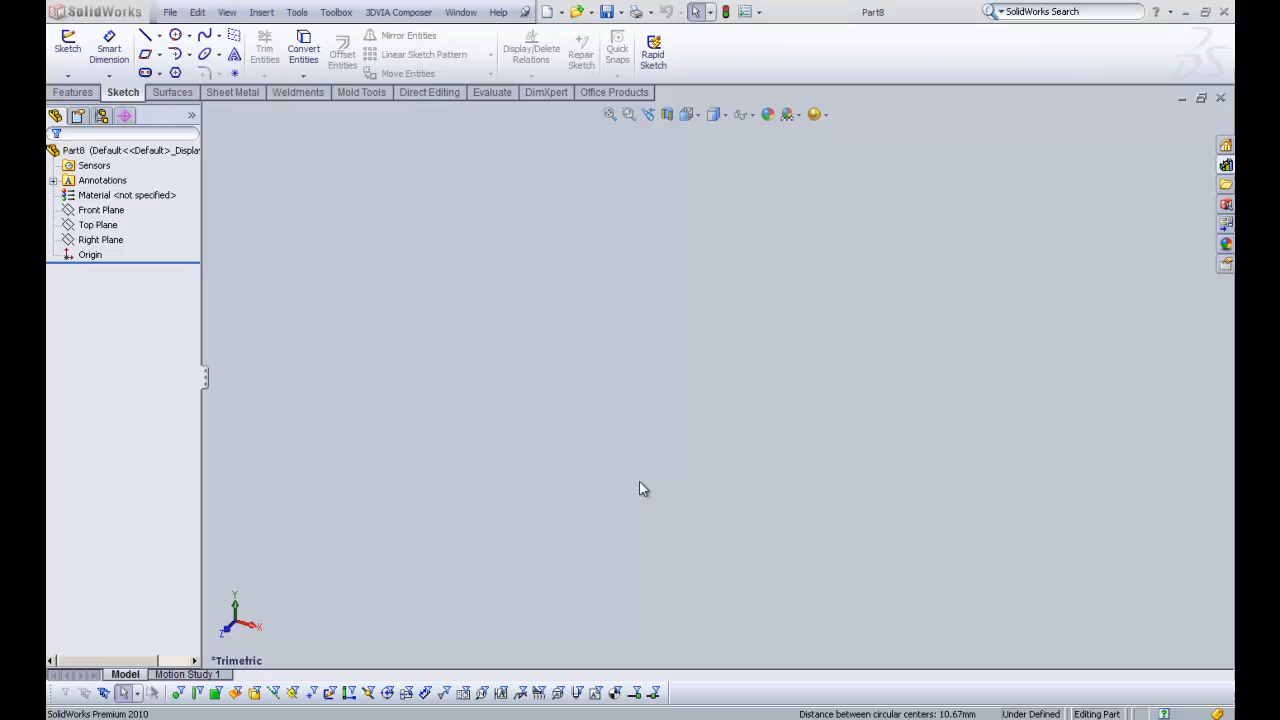 SolidWorks File Edit View Insert Tools Toolbox 3DVIA Composer Window Help Part8 SolidWorks Search
Sketch Smart Dimension Trim Entities Convert Entities Offset Entities Mirror Entities Linear Sketch Pattern Move Entities Display/Delete Relations Repair Sketch Quick Snaps Rapid Sketch
Features Sketch Surfaces Sheet Metal Weldments Mold Tools Direct Editing Evaluate DimXpert Office Products
Part8 (Default<<Default>_Displa
Sensors
Annotations
Material <not specified>
Front Plane
Top Plane
Right Plane
Origin
Y
Z X
*Trimetric
Model Motion Study 1
SolidWorks Premium 2010 Distance between circular centers: 10.67mm Under Defined Editing Part